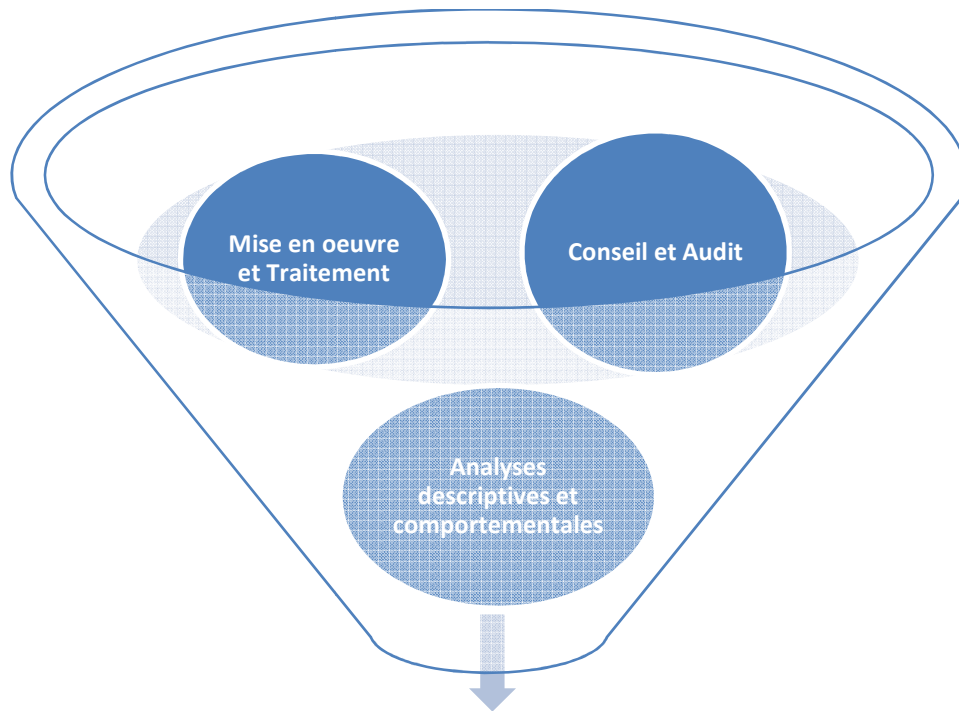 Mise en oeuvre
et Traitement
Conseil et Audit
Analyses
descriptives et
comportementales